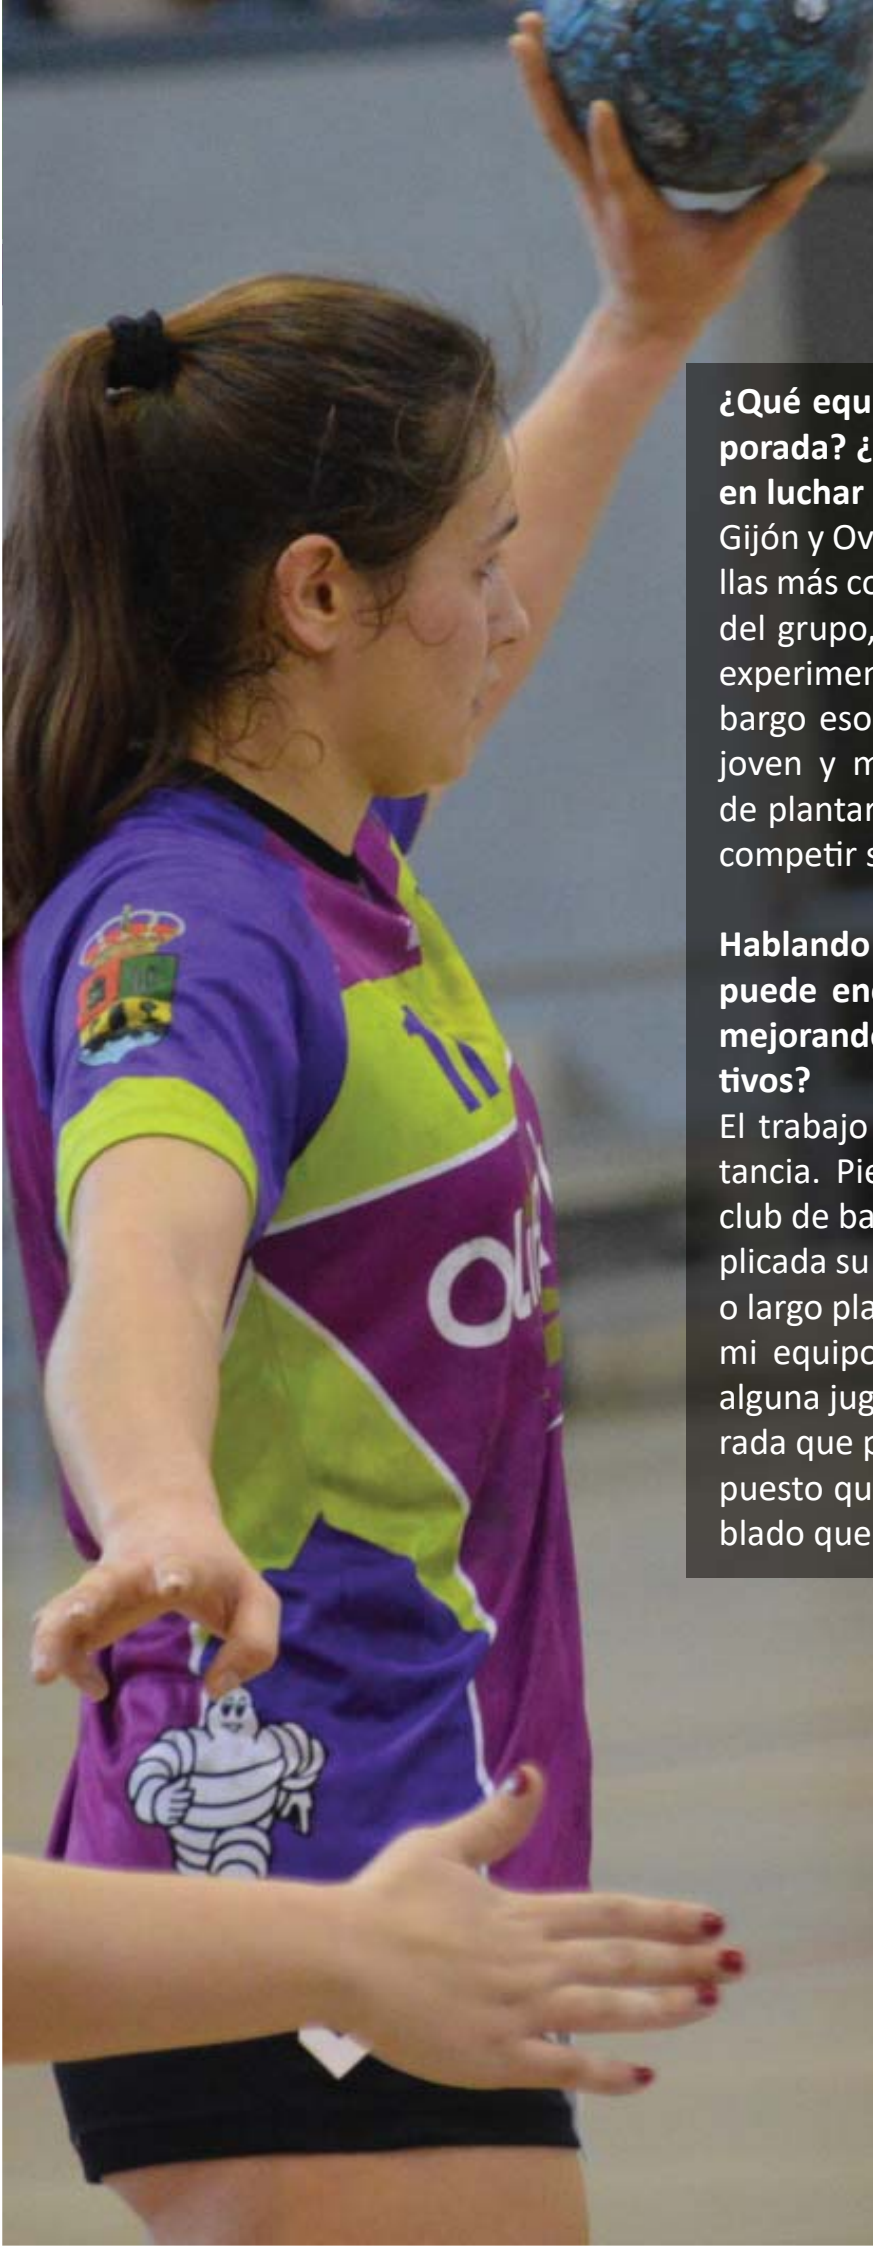 ¿Qué equ
porada? ¿
en luchar
Gijón y Ov
llas más co
del grupo,
experimen
bargo eso
joven y m
de plantar
competir s
Hablando
puede en
mejorand
tivos?
El trabajo
tancia. Pie
club de ba
plicada su
o largo pla
mi equipo
alguna jug
rada que p
puesto qu
blado que